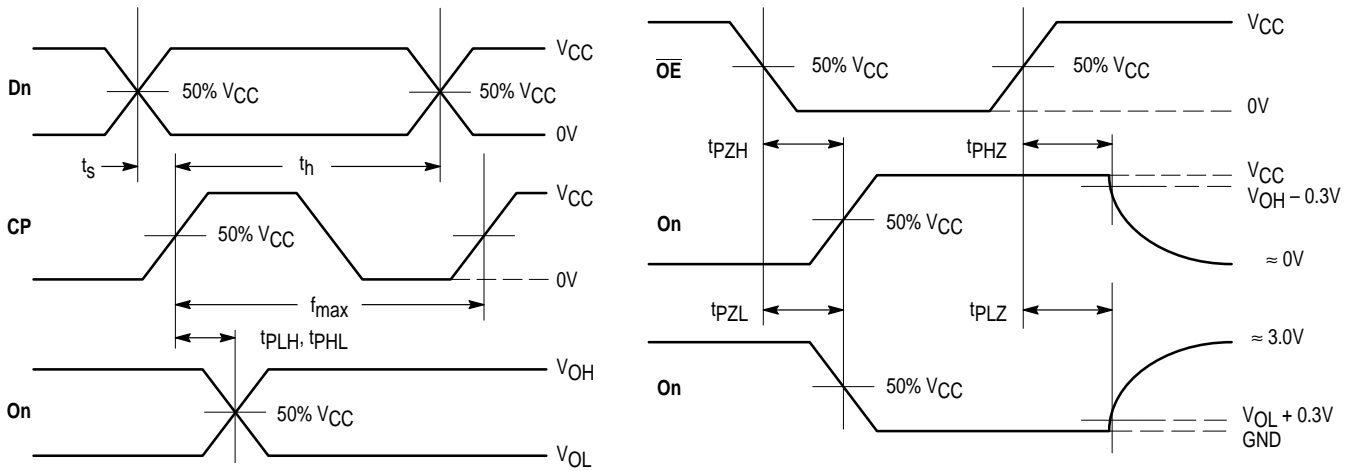 VCC
Dn
50% VCC
50% VCC
0V
ts
th
VCC
CP
50% VCC
0V
fmax
tPLH, tPHL
VOH
On
50% VCC
VOL
VCC
OE
50% VCC
50% VCC
0V
tPZH
tPHZ
VCC
VOH – 0.3V
On
50% VCC
≈ 0V
tPZL
tPLZ
≈ 3.0V
On
50% VCC
VOL + 0.3V
GND